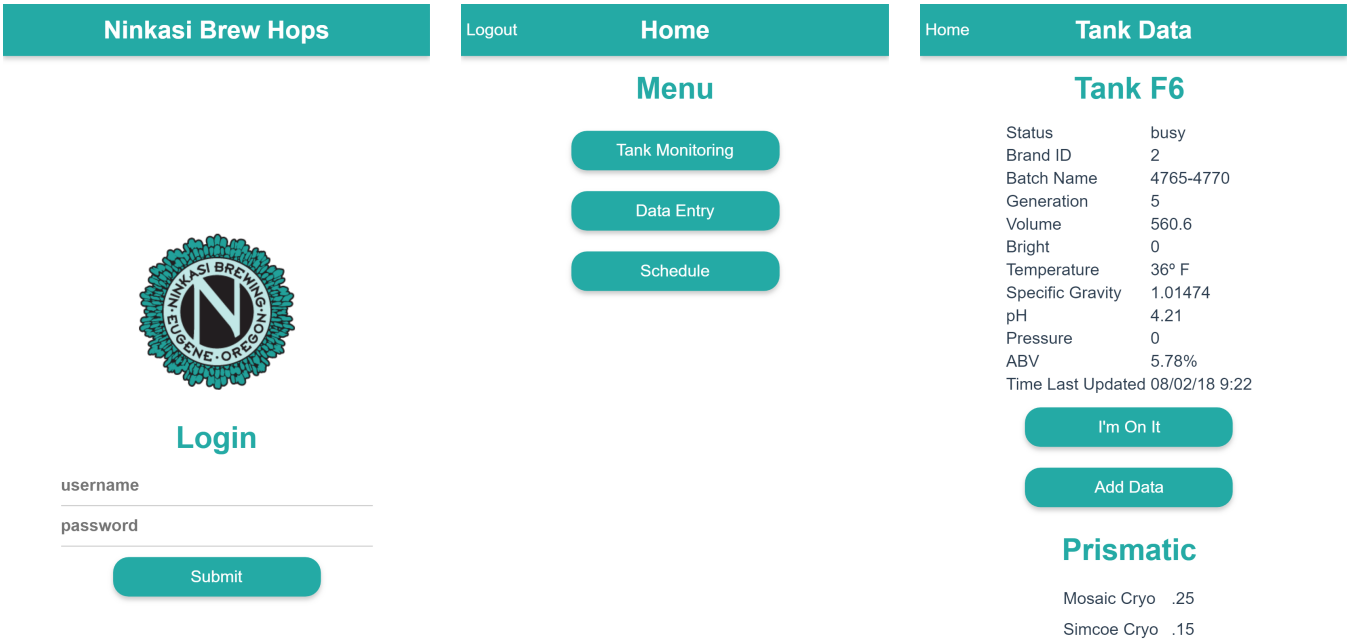 Ninkasi Brew Hops
NINKASI BREWING
EUGENE · OREGON
N
Login
username
password
Submit
Logout
Home
Menu
Tank Monitoring
Data Entry
Schedule
Home
Tank Data
Tank F6
Status busy
Brand ID 2
Batch Name 4765-4770
Generation 5
Volume 560.6
Bright 0
Temperature 36º F
Specific Gravity 1.01474
pH 4.21
Pressure 0
ABV 5.78%
Time Last Updated 08/02/18 9:22
I'm On It
Add Data
Prismatic
Mosaic Cryo .25
Simcoe Cryo .15